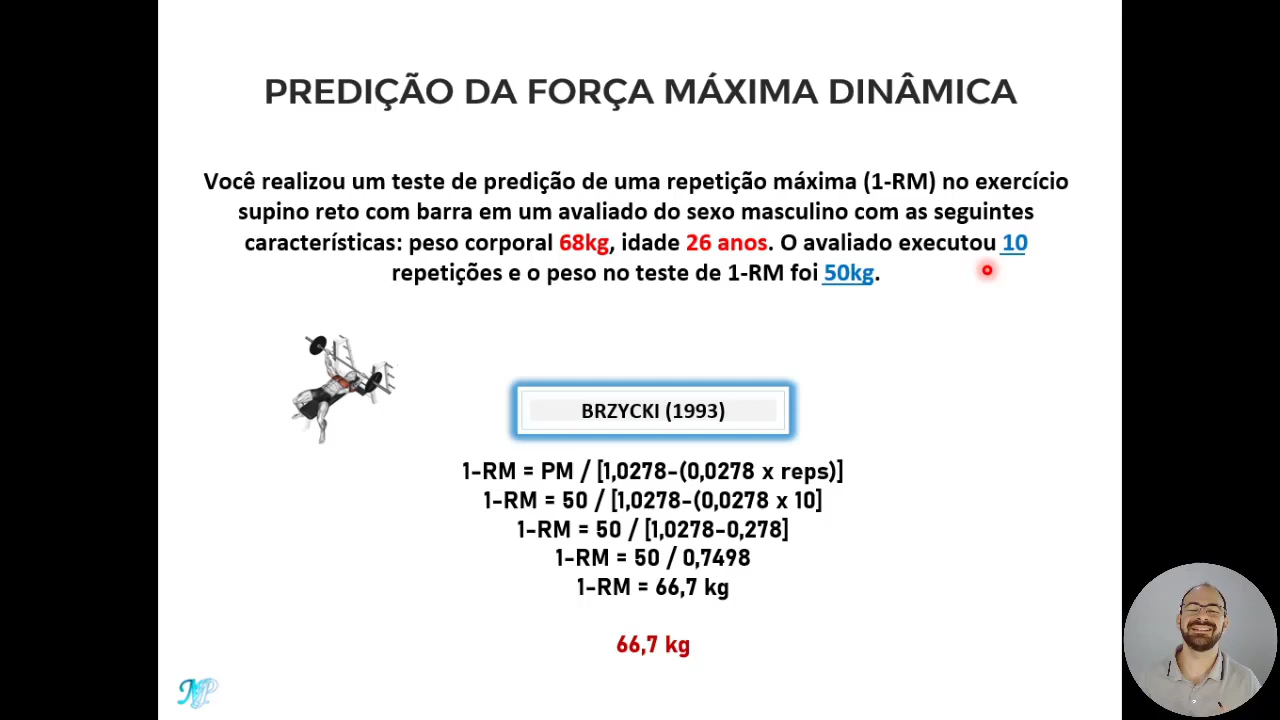 PREDIÇÃO DA FORÇA MÁXIMA DINÂMICA
Você realizou um teste de predição de uma repetição máxima (1-RM) no exercício
supino reto com barra em um avaliado do sexo masculino com as seguintes
características: peso corporal 68kg, idade 26 anos. O avaliado executou 10
repetições e o peso no teste de 1-RM foi 50kg.
BRZYCKI (1993)
1-RM = PM / [1,0278-(0,0278 x reps)]
1-RM = 50 / [1,0278-(0,0278 x 10]
1-RM = 50 / [1,0278-0,278]
1-RM = 50 / 0,7498
1-RM = 66,7 kg
66,7 kg
NP